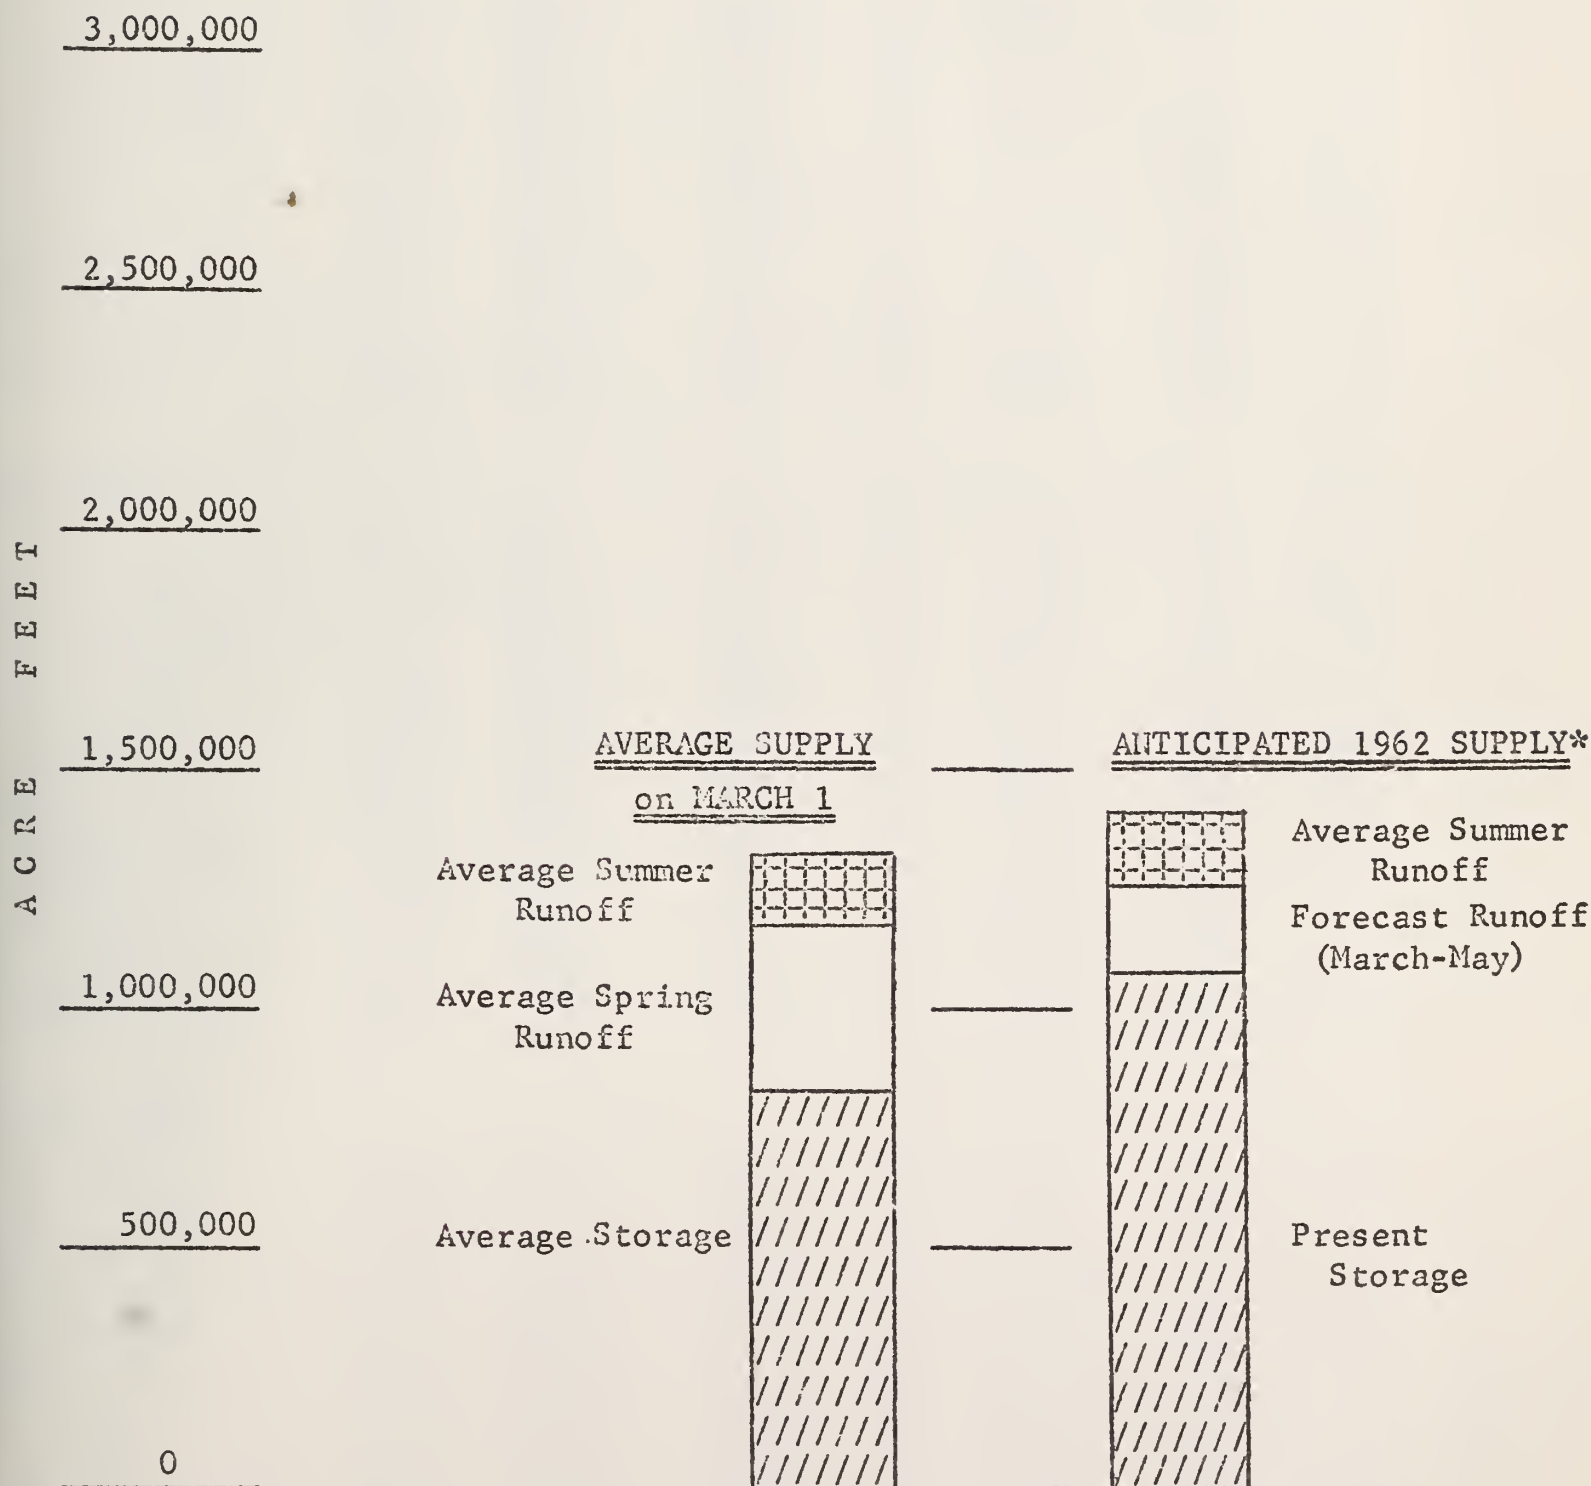 3,000,000
2,500,000
2,000,000
1,500,000
1,000,000
500,000
0
ACRE FEET
AVERAGE SUPPLY
on MARCH 1
Average Summer
Runoff
Average Spring
Runoff
Average Storage
ANTICIPATED 1962 SUPPLY*
Average Summer
Runoff
Forecast Runoff
(March-May)
Present
Storage